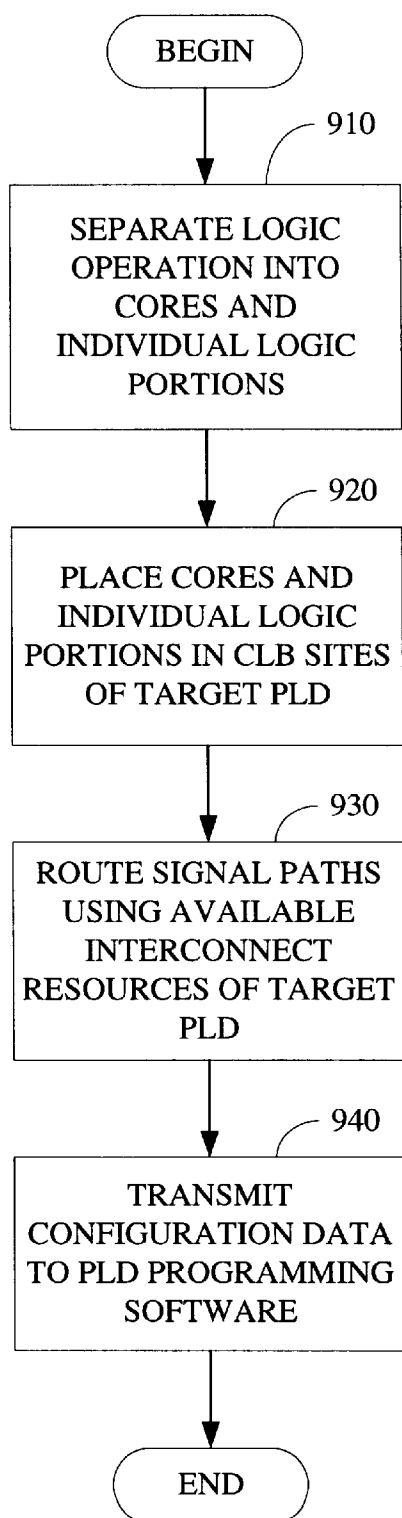 BEGIN
910
SEPARATE LOGIC
OPERATION INTO
CORES AND
INDIVIDUAL LOGIC
PORTIONS
920
PLACE CORES AND
INDIVIDUAL LOGIC
PORTIONS IN CLB SITES
OF TARGET PLD
930
ROUTE SIGNAL PATHS
USING AVAILABLE
INTERCONNECT
RESOURCES OF TARGET
PLD
940
TRANSMIT
CONFIGURATION DATA
TO PLD PROGRAMMING
SOFTWARE
END